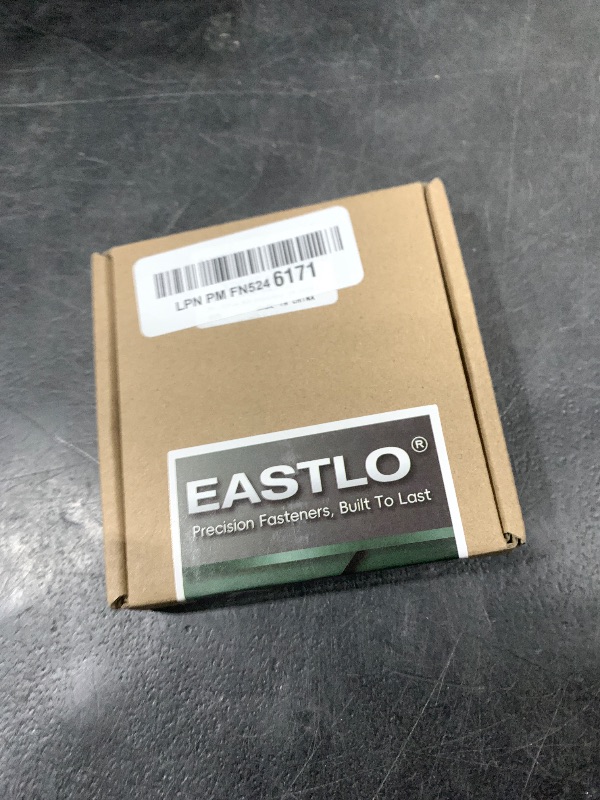 LPN PM FN524 6171
EASTLO®
Precision Fasteners, Built To Last